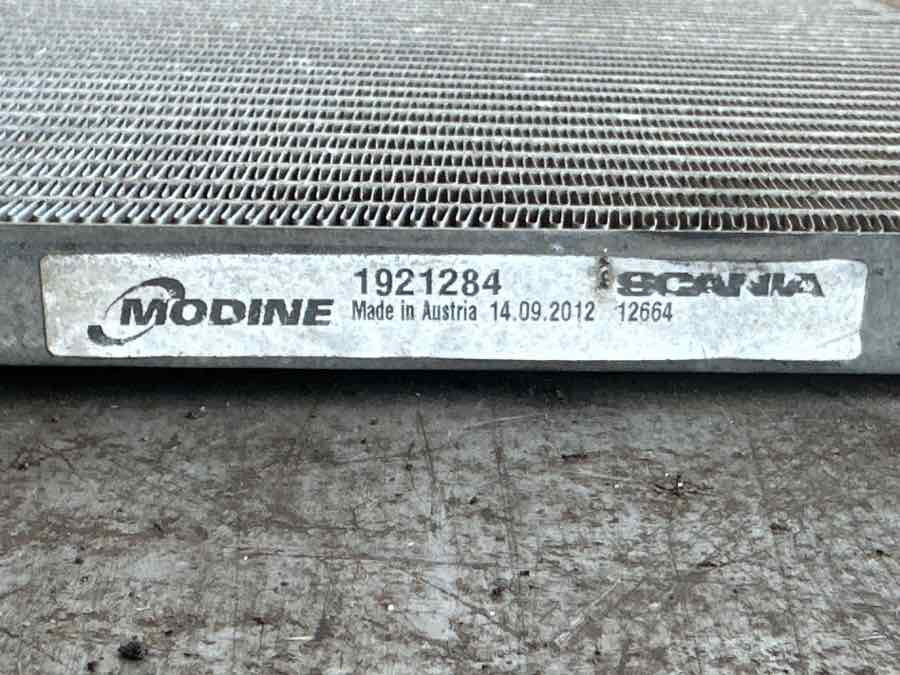 MODINE 1921284 SCANIA
Made in Austria 14.09.2012 12664